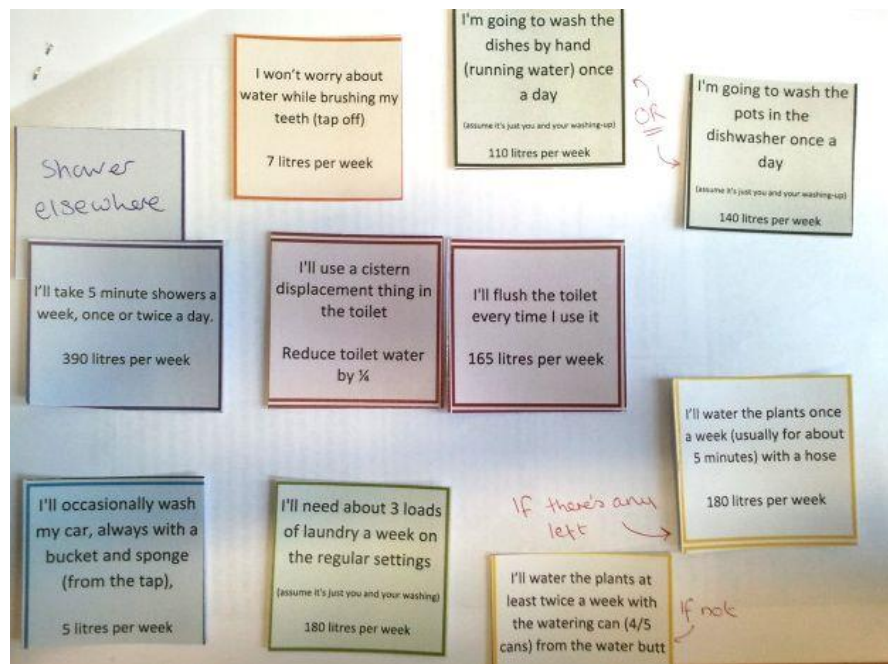 I won't worry about
water while brushing my
teeth (tap off)
7 litres per week
I'm going to wash the
dishes by hand
(running water) once
a day
(assume it's just you and your washing-up)
110 litres per week
OR
I'm going to wash the
pots in the
dishwasher once a
day
(assume it's just you and your washing-up)
140 litres per week
Shower
elsewhere
I'll take 5 minute showers a
week, once or twice a day.
390 litres per week
I'll use a cistern
displacement thing in
the toilet
Reduce toilet water
by ¼
I'll flush the toilet
every time I use it
165 litres per week
I'll water the plants once
a week (usually for about
5 minutes) with a hose
180 litres per week
I'll occasionally wash
my car, always with a
bucket and sponge
(from the tap),
5 litres per week
I'll need about 3 loads
of laundry a week on
the regular settings
(assume it's just you and your washing)
180 litres per week
If there's any
left
I'll water the plants at
least twice a week with
the watering can (4/5
cans) from the water butt
If not